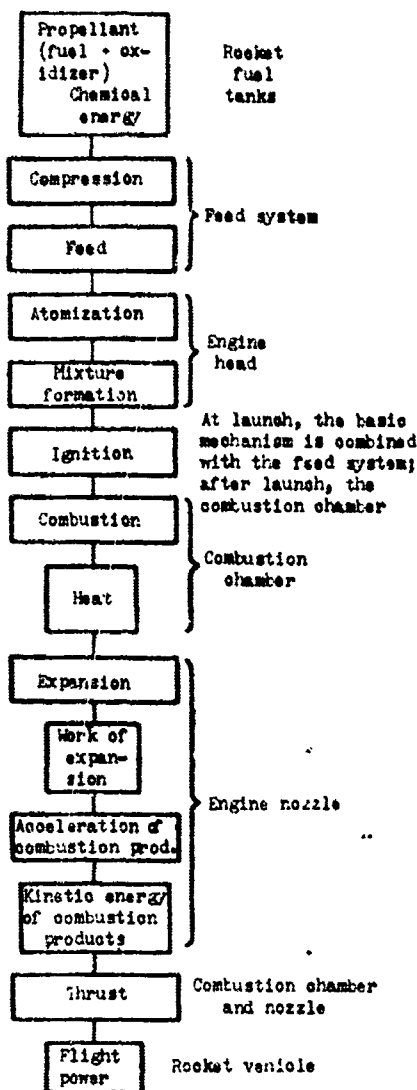 Propellant
(fuel + ox-
idizer)
Chemical
energy
Rocket
fuel
tanks
Compression
Feed
Feed system
Atomization
Mixture
formation
Engine
head
Ignition
At launch, the basic
mechanism is combined
with the feed system;
after launch, the
combustion chamber
Combustion
Heat
Combustion
chamber
Expansion
Work of
expan-
sion
Acceleration of
combustion prod.
Kinetic energy
of combustion
products
Engine nozzle
Thrust
Combustion chamber
and nozzle
Flight
power
Rocket vehicle